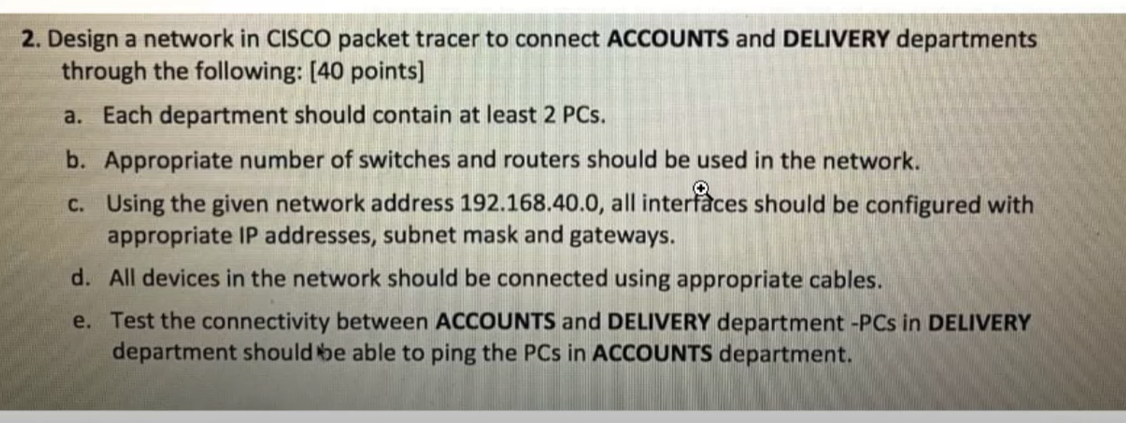 2. Design a network in CISCO packet tracer to connect ACCOUNTS and DELIVERY departments
through the following: [40 points]
a. Each department should contain at least 2 PCs.
b. Appropriate number of switches and routers should be used in the network.
c. Using the given network address 192.168.40.0, all interfaces should be configured with
appropriate IP addresses, subnet mask and gateways.
d. All devices in the network should be connected using appropriate cables.
e. Test the connectivity between ACCOUNTS and DELIVERY department -PCs in DELIVERY
department should be able to ping the PCs in ACCOUNTS department.